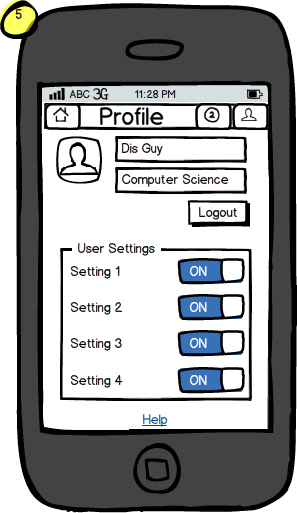 5
ABC 3G 11:28 PM
Profile 2
Dis Guy
Computer Science
Logout
User Settings
Setting 1 ON
Setting 2 ON
Setting 3 ON
Setting 4 ON
Help